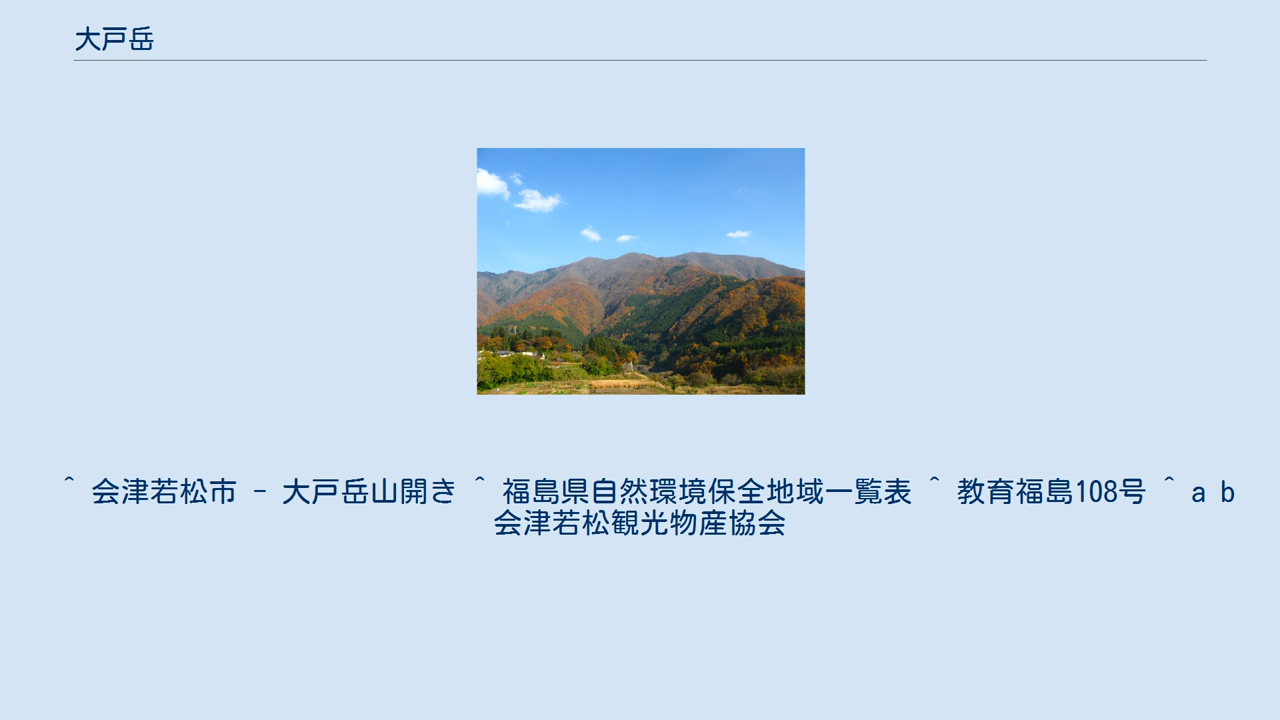 大戸岳
^ 会津若松市 - 大戸岳山開き ^ 福島県自然環境保全地域一覧表 ^ 教育福島108号 ^ a b
会津若松観光物産協会